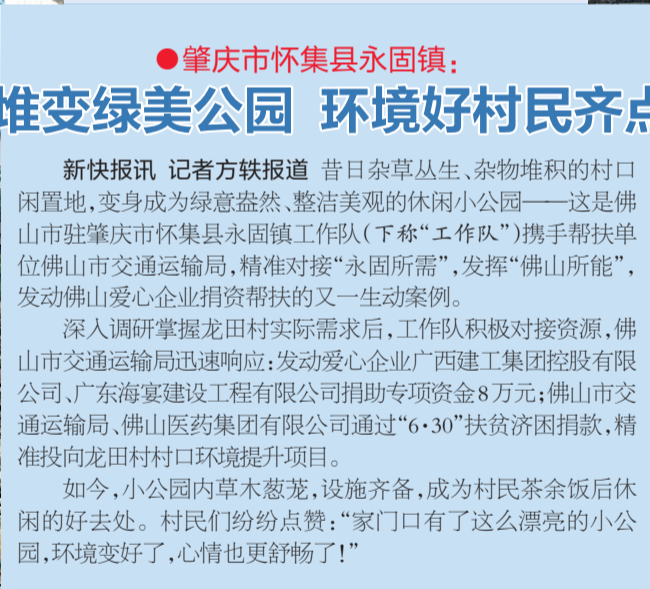 ●肇庆市怀集县永固镇：
堆变绿美公园 环境好村民齐点
新快报讯 记者方轶报道 昔日杂草丛生、杂物堆积的村口
闲置地，变身成为绿意盎然、整洁美观的休闲小公园——这是佛
山市驻肇庆市怀集县永固镇工作队(下称“工作队”)携手帮扶单
位佛山市交通运输局，精准对接“永固所需”，发挥“佛山所能”，
发动佛山爱心企业捐资帮扶的又一生动案例。
深入调研掌握龙田村实际需求后，工作队积极对接资源，佛
山市交通运输局迅速响应：发动爱心企业广西建工集团控股有限
公司、广东海宴建设工程有限公司捐助专项资金8万元；佛山市交
通运输局、佛山医药集团有限公司通过“6·30”扶贫济困捐款，精
准投向龙田村村口环境提升项目。
如今，小公园内草木葱茏，设施齐备，成为村民茶余饭后休
闲的好去处。村民们纷纷点赞：“家门口有了这么漂亮的小公
园，环境变好了，心情也更舒畅了！”